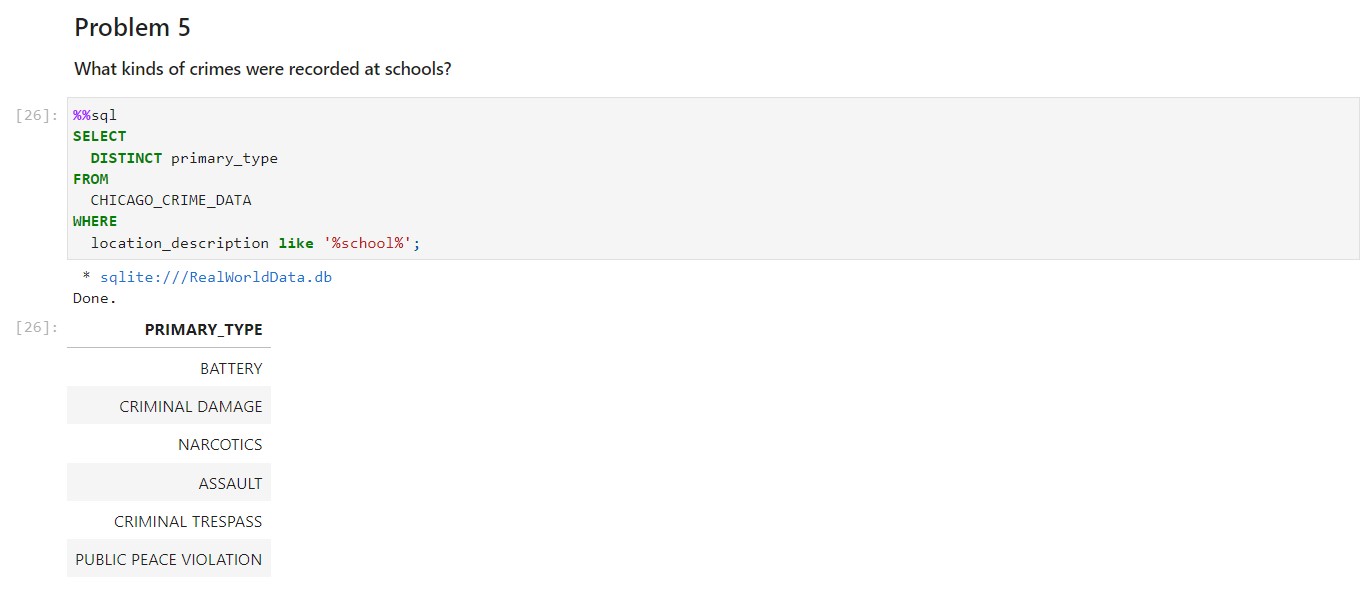 Problem 5
What kinds of crimes were recorded at schools?
[26]: %%sql
SELECT
DISTINCT primary_type
FROM
CHICAGO_CRIME_DATA
WHERE
location_description like '%school%';
* sqlite:///RealWorldData.db
Done.
[26]: PRIMARY_TYPE
BATTERY
CRIMINAL DAMAGE
NARCOTICS
ASSAULT
CRIMINAL TRESPASS
PUBLIC PEACE VIOLATION